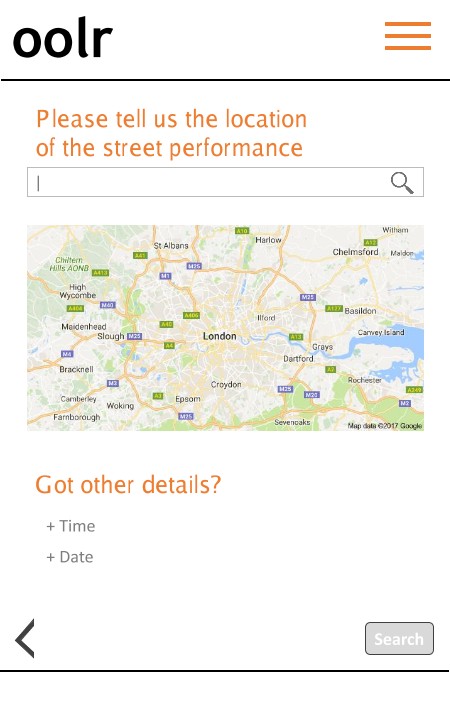 oolr
Please tell us the location
of the street performance
Witham
A10
A12
Harlow
St Albans
Chelmsford
Maldon
A41
M25
Chiltern
Hills AONB
A413
M1
High
Wycombe
M25
A404
M40
A406
Ilford
A127
Basildon
Maidenhead
A40
Canvey Island
Slough
M25
London
A13
A4
Grays
M4
Dartford
Bracknell
A2
Rochester
M3
Croydon
M25
A249
Camberley
A3
Epsom
M25
M2
Woking
Farnborough
M25
Sevenoaks
Map data ©2017 Google
Got other details?
+ Time
+ Date
Search